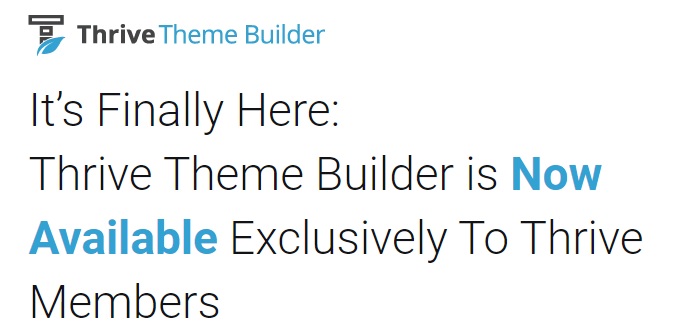 Thrive Theme Builder
It’s Finally Here:
Thrive Theme Builder is Now
Available Exclusively To Thrive
Members